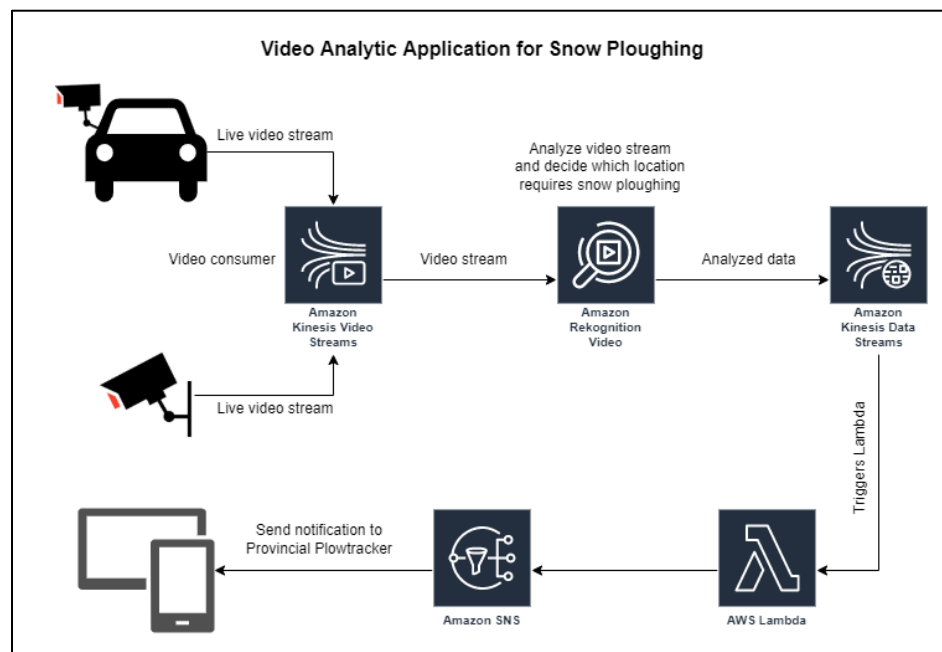 Video Analytic Application for Snow Ploughing
Live video stream
Analyze video stream
and decide which location
requires snow ploughing
Video consumer
Video stream
Analyzed data
Amazon
Kinesis Video
Streams
Amazon
Rekognition
Video
Amazon
Kinesis Data
Streams
Live video stream
Triggers Lambda
Send notification to
Provincial Plowtracker
Amazon SNS
AWS Lambda